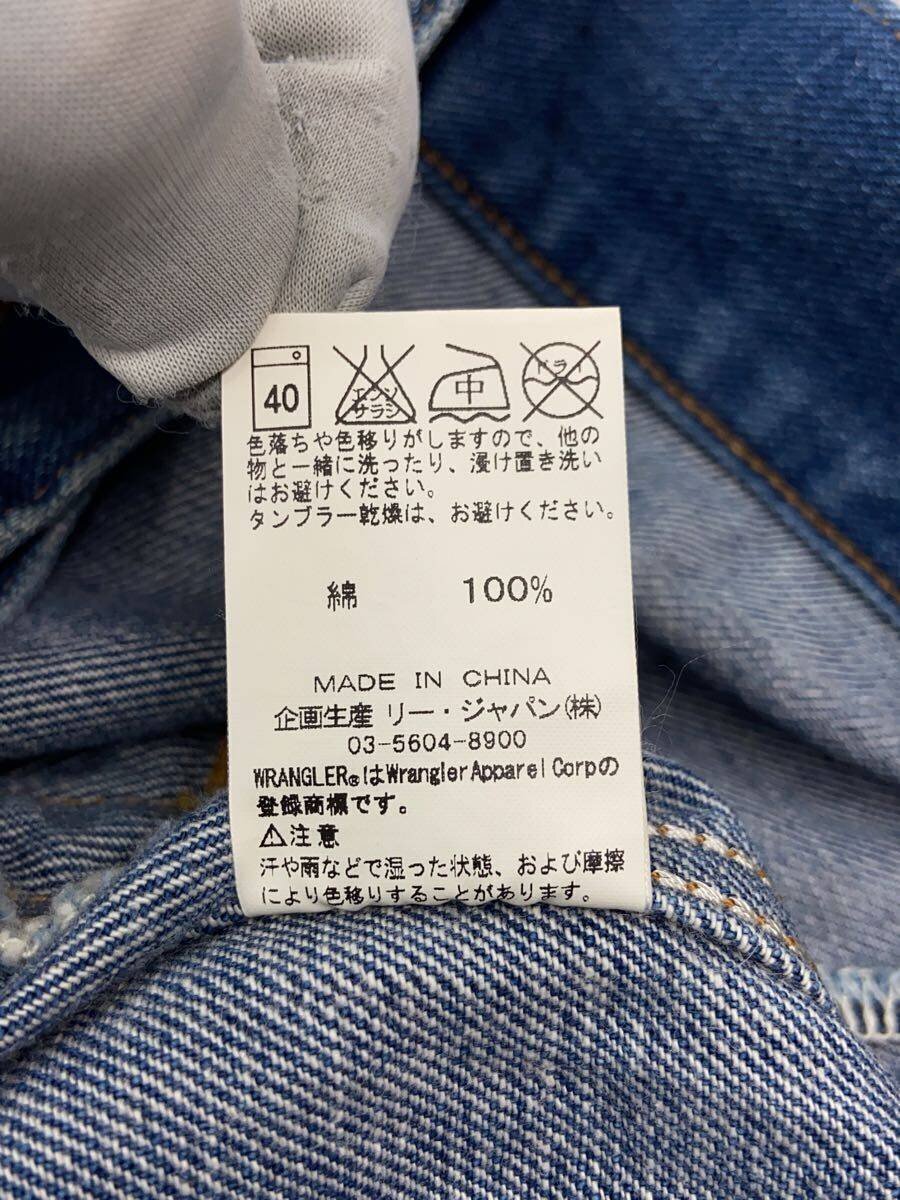 40 エンソ サラシ 中 ドライ
色落ちや色移りがしますので、他の
物と一緒に洗ったり、浸け置き洗い
はお避けください。
タンブラー乾燥は、お避けください。
綿 100%
MADE IN CHINA
企画生産 リー・ジャパン(株)
03-5604-8900
WRANGLER®はWrangler Apparel Corpの
登録商標です。
⚠注意
汗や雨などで湿った状態、および摩擦
により色移りすることがあります。